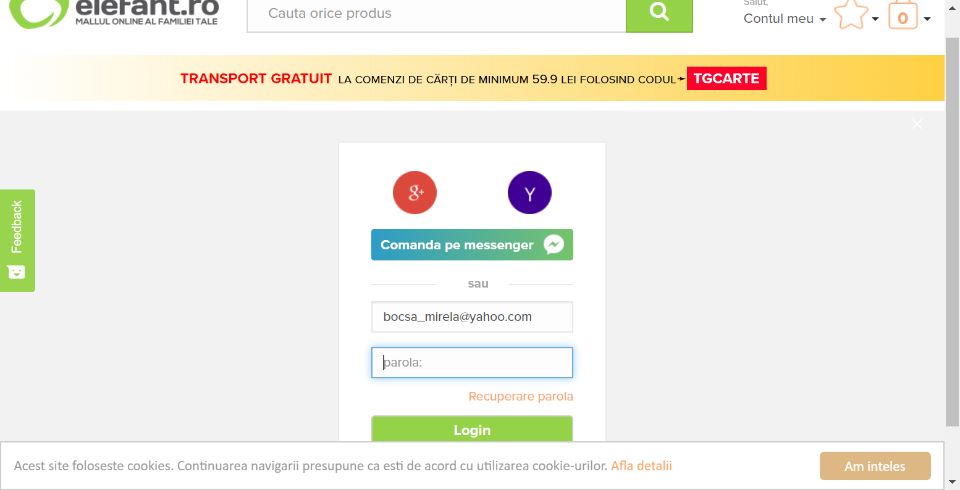 elefant.ro
MALLUL ONLINE AL FAMILIEI TALE
Cauta orice produs
Salut,
Contul meu
0
TRANSPORT GRATUIT LA COMENZI DE CĂRȚI DE MINIMUM 59.9 LEI FOLOSIND CODUL TGCARTE
Feedback
g+
Y
Comanda pe messenger
sau
bocsa_mirela@yahoo.com
parola:
Recuperare parola
Login
Acest site foloseste cookies. Continuarea navigarii presupune ca esti de acord cu utilizarea cookie-urilor. Afla detalii
Am inteles